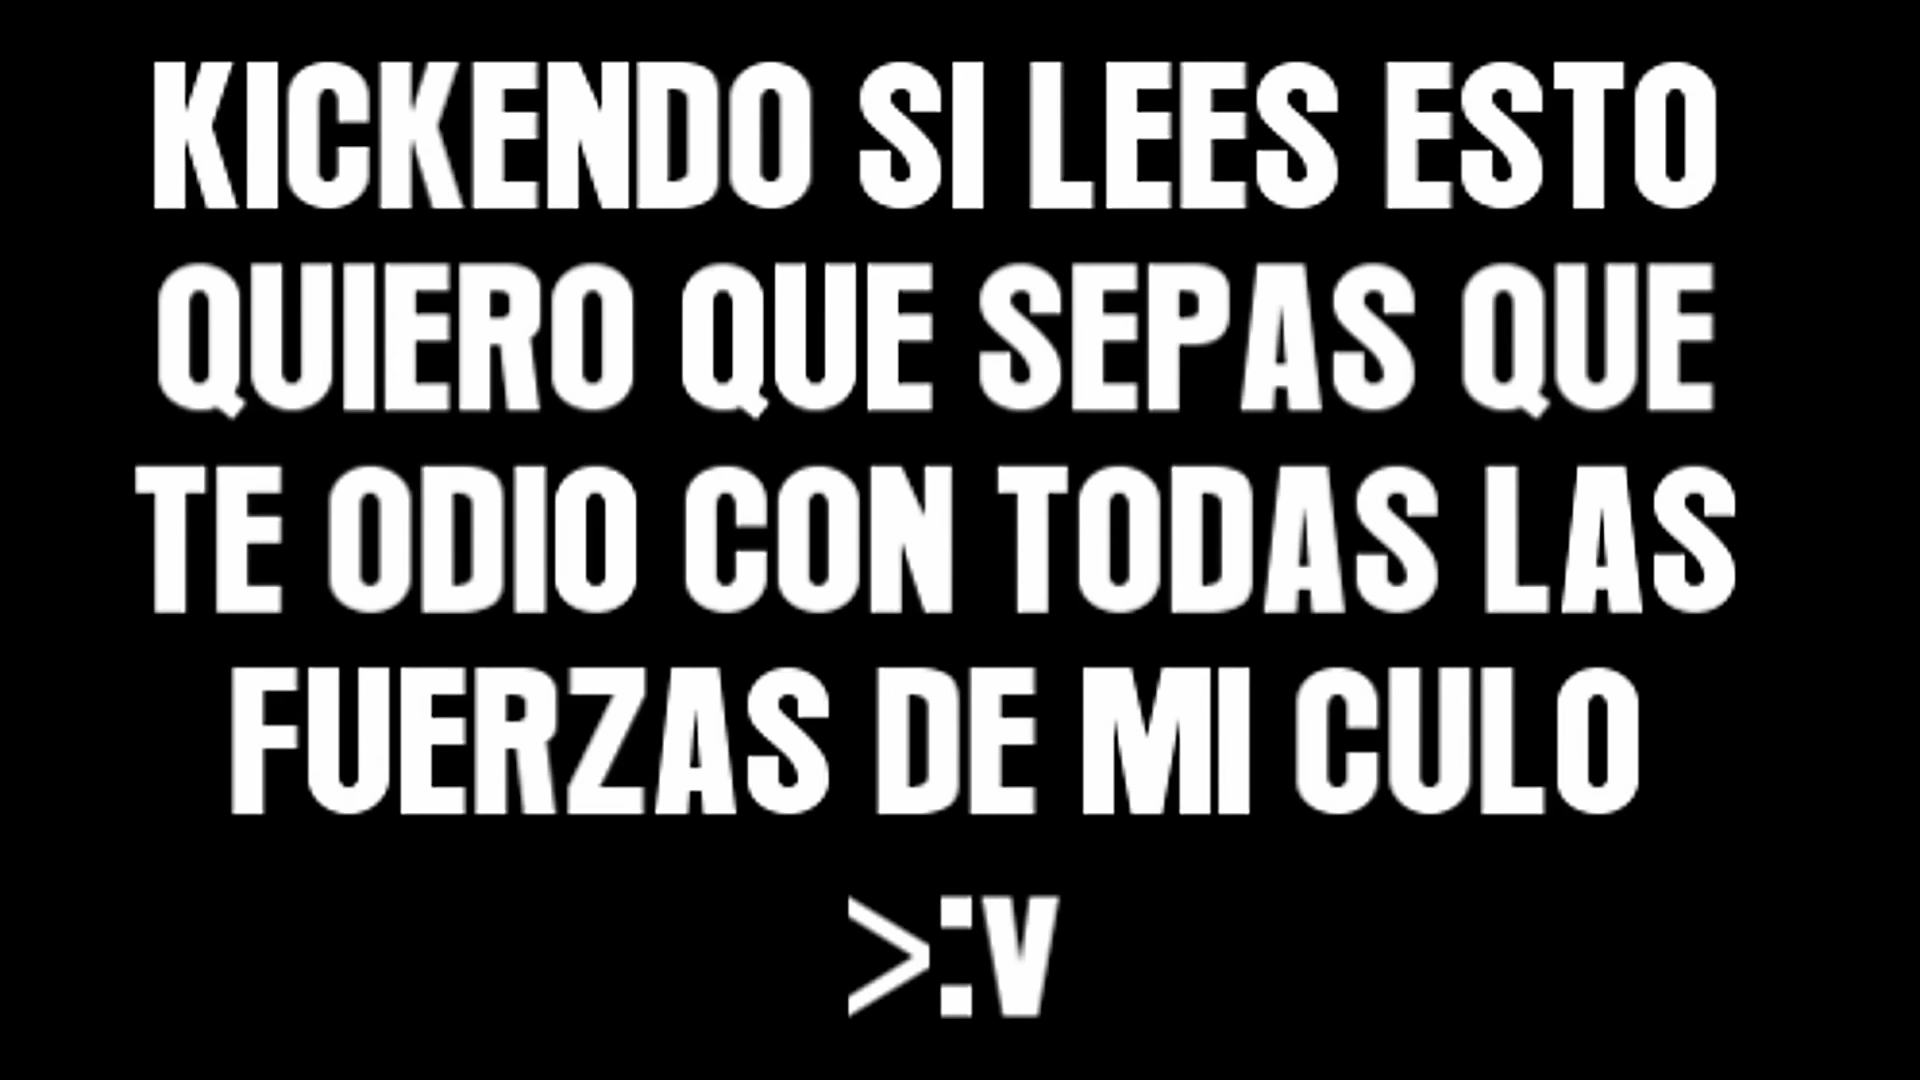 KICKENDO SI LEES ESTO
QUIERO QUE SEPAS QUE
TE ODIO CON TODAS LAS
FUERZAS DE MI CULO
>:v